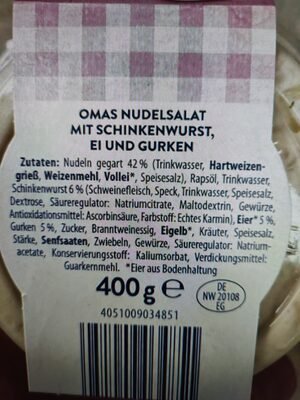 OMAS NUDELSALAT
MIT SCHINKENWURST,
EI UND GURKEN
Zutaten: Nudeln gegart 42 % (Trinkwasser, Hartweizen-
grieß, Weizenmehl, Vollei*, Speisesalz), Rapsöl, Trinkwasser,
Schinkenwurst 6 % (Schweinefleisch, Speck, Trinkwasser, Speisesalz,
Dextrose, Säureregulator: Natriumcitrate, Maltodextrin, Gewürze,
Antioxidationsmittel: Ascorbinsäure, Farbstoff: Echtes Karmin), Eier* 5 %,
Gurken 5 %, Zucker, Branntweinessig, Eigelb*, Kräuter, Speisesalz,
Stärke, Senfsaaten, Zwiebeln, Gewürze, Säureregulator: Natrium-
acetate, Konservierungsstoff: Kaliumsorbat, Verdickungsmittel:
Guarkernmehl. *Eier aus Bodenhaltung
400 g ℮
DE
NW 20108
EG
4051009034851